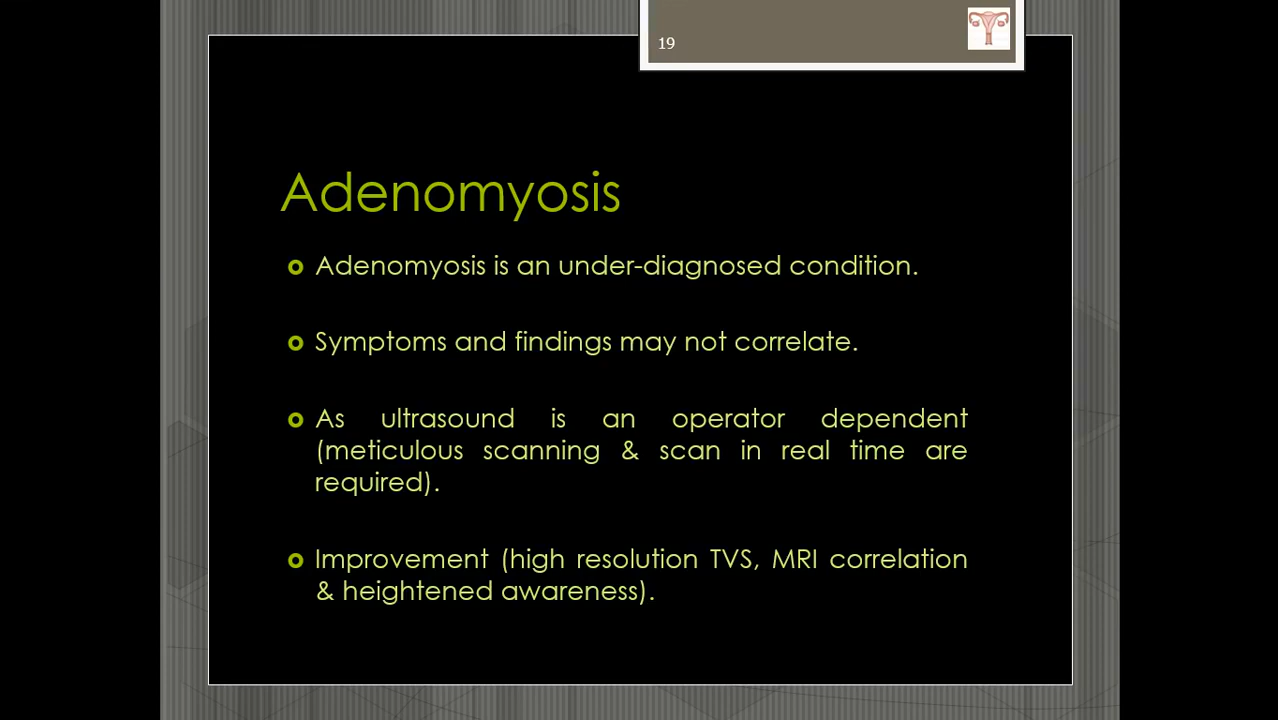 19
Adenomyosis
Adenomyosis is an under-diagnosed condition.
Symptoms and findings may not correlate.
As ultrasound is an operator dependent
(meticulous scanning & scan in real time are
required).
Improvement (high resolution TVS, MRI correlation
& heightened awareness).